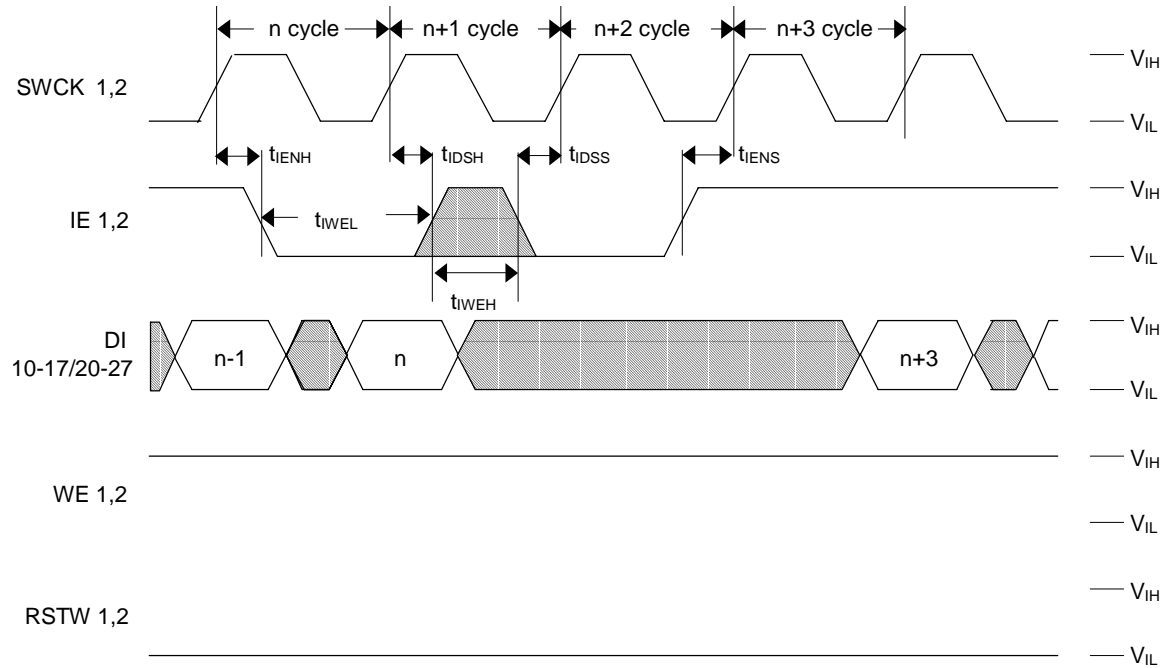 n cycle n+1 cycle n+2 cycle n+3 cycle
SWCK 1,2
VIH
VIL
tIENH tIDSH tIDSS tIENS
IE 1,2
VIH
tIWEL
VIL
tIWEH
DI
10-17/20-27
n-1 n n+3
VIH
VIL
WE 1,2
VIH
VIL
RSTW 1,2
VIH
VIL